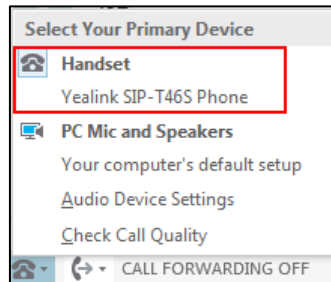 Select Your Primary Device
Handset
Yealink SIP-T46S Phone
PC Mic and Speakers
Your computer's default setup
Audio Device Settings
Check Call Quality
CALL FORWARDING OFF